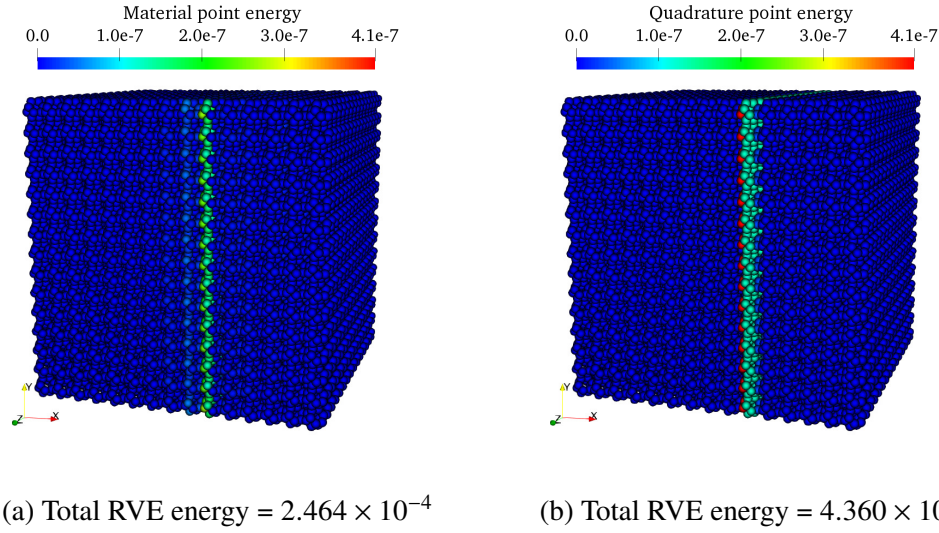 Material point energy
0.0 1.0e-7 2.0e-7 3.0e-7 4.1e-7
Y
Z X
(a) Total RVE energy = 2.464 × 10⁻⁴
Quadrature point energy
0.0 1.0e-7 2.0e-7 3.0e-7 4.1e-7
Y
Z X
(b) Total RVE energy = 4.360 × 10